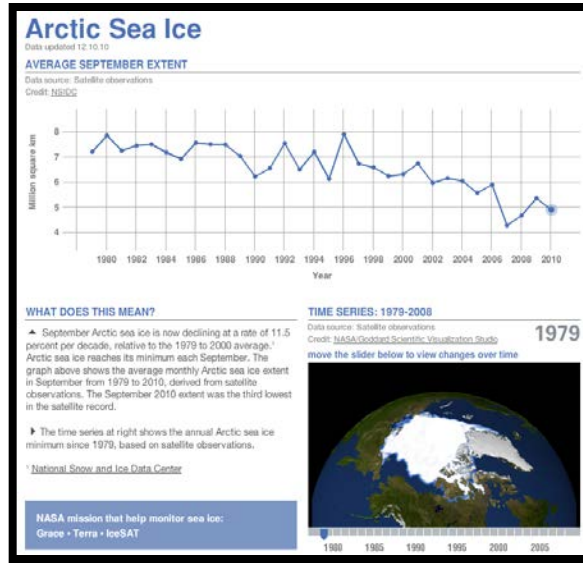 Arctic Sea Ice
Data updated 12.10.10
AVERAGE SEPTEMBER EXTENT
Data source: Satellite observations
Credit: NSIDC
Million square km
8
7
6
5
4
1980 1982 1984 1986 1988 1990 1992 1994 1996 1998 2000 2002 2004 2006 2008 2010
Year
WHAT DOES THIS MEAN?
▲ September Arctic sea ice is now declining at a rate of 11.5
percent per decade, relative to the 1979 to 2000 average.¹
Arctic sea ice reaches its minimum each September. The
graph above shows the average monthly Arctic sea ice extent
in September from 1979 to 2010, derived from satellite
observations. The September 2010 extent was the third lowest
in the satellite record.
▶ The time series at right shows the annual Arctic sea ice
minimum since 1979, based on satellite observations.
¹ National Snow and Ice Data Center
NASA mission that help monitor sea ice:
Grace • Terra • IceSAT
TIME SERIES: 1979-2008
Data source: Satellite observations
Credit: NASA/Goddard Scientific Visualization Studio
1979
move the slider below to view changes over time
1980 1985 1990 1995 2000 2005